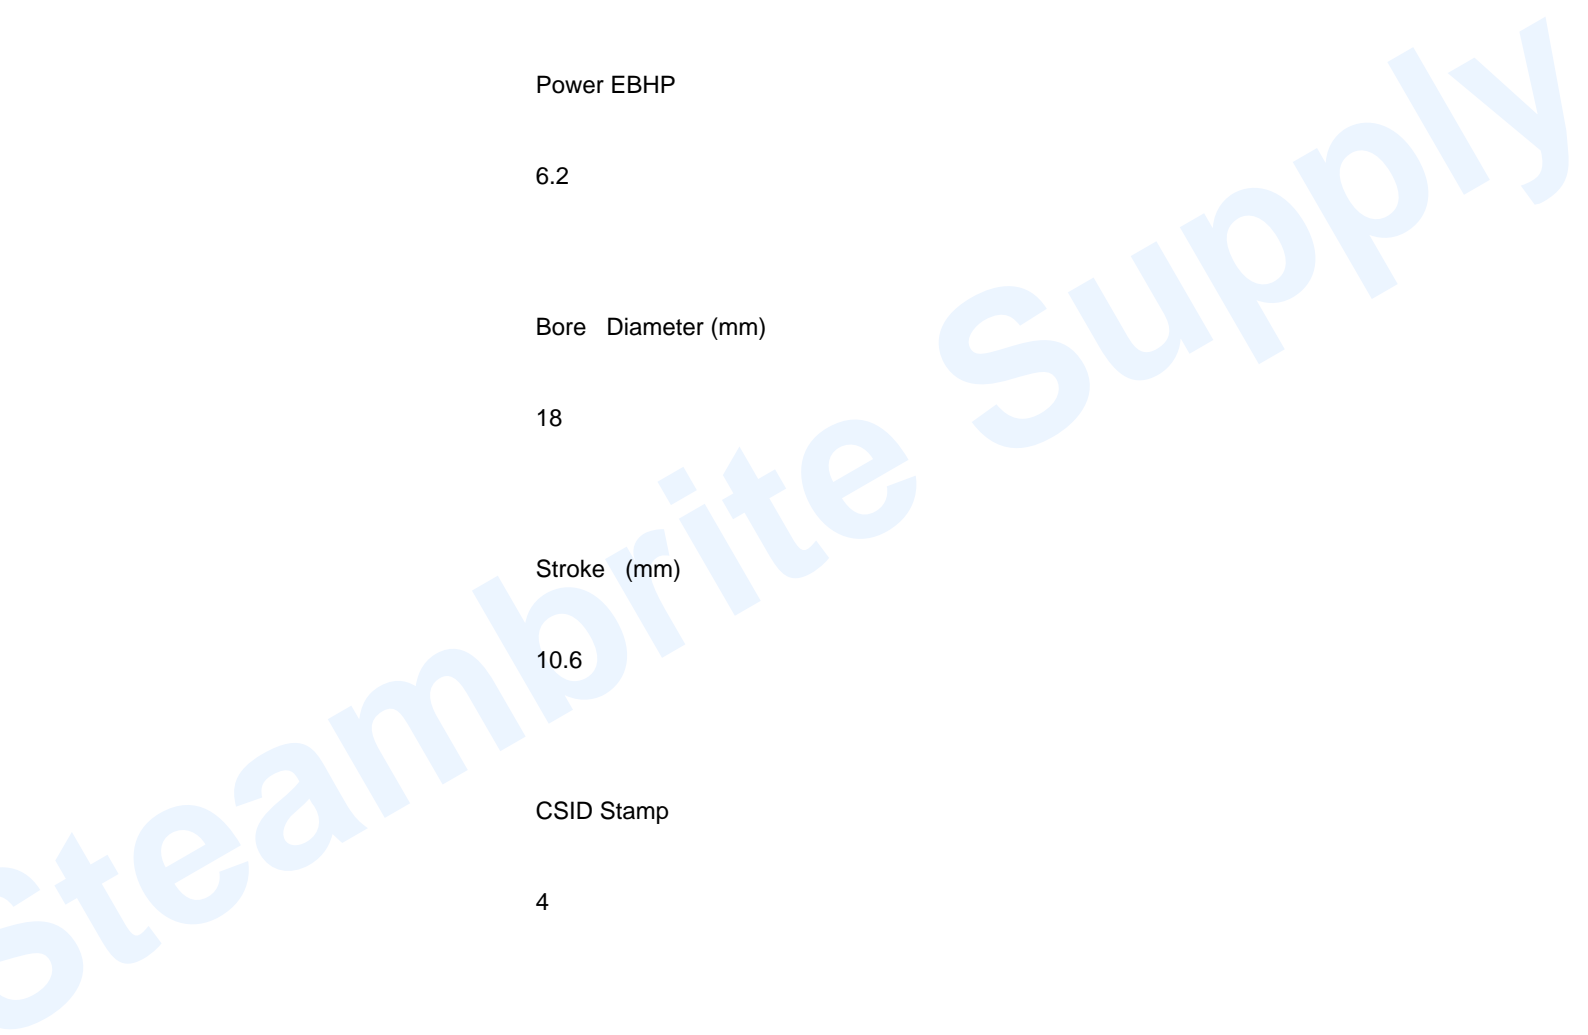 Power EBHP
6.2
Bore Diameter (mm)
18
Stroke (mm)
10.6
CSID Stamp
4
Steambrite Supply